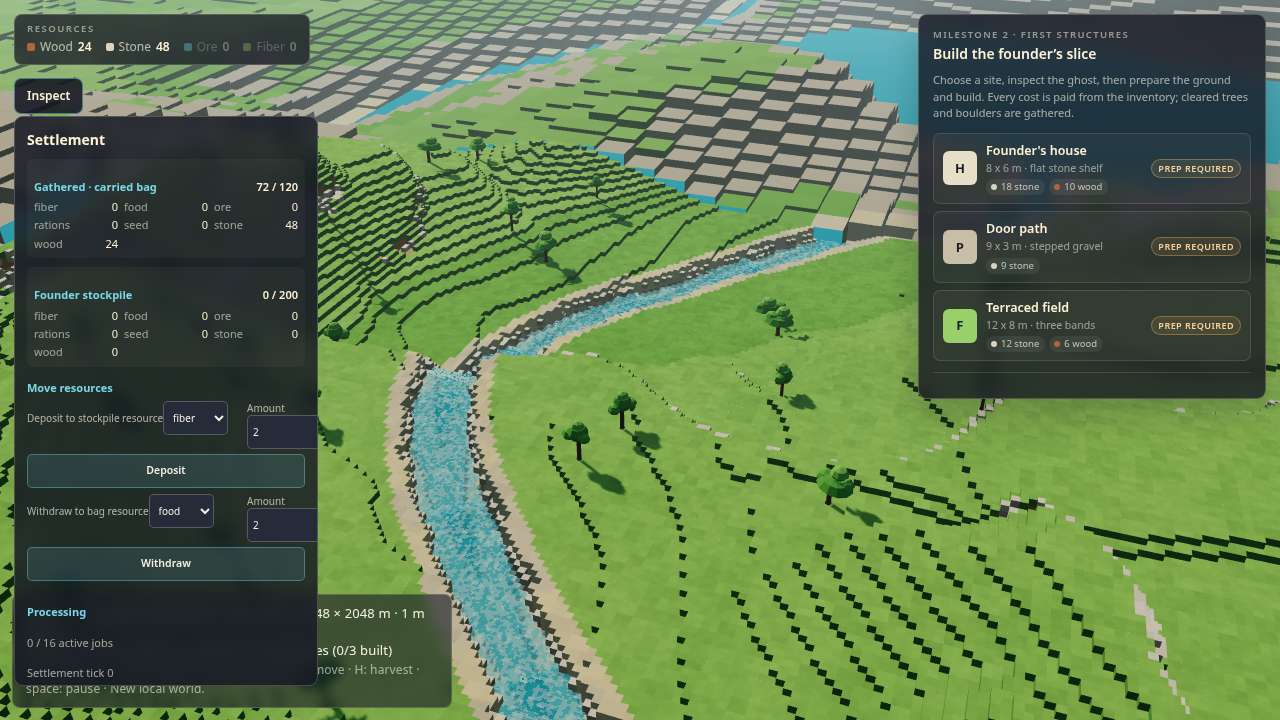 RESOURCES
Wood 24 Stone 48 Ore 0 Fiber 0
Inspect
Settlement
Gathered · carried bag 72 / 120
fiber 0 food 0 ore 0
rations 0 seed 0 stone 48
wood 24
Founder stockpile 0 / 200
fiber 0 food 0 ore 0
rations 0 seed 0 stone 0
wood 0
Move resources
Deposit to stockpile resource fiber Amount 2
Deposit
Withdraw to bag resource food Amount 2
Withdraw
Processing
0 / 16 active jobs
Settlement tick 0
48 × 2048 m · 1 m
es (0/3 built)
move · H: harvest ·
space: pause · New local world.
MILESTONE 2 · FIRST STRUCTURES
Build the founder’s slice
Choose a site, inspect the ghost, then prepare the ground
and build. Every cost is paid from the inventory; cleared trees
and boulders are gathered.
H Founder's house
8 x 6 m · flat stone shelf
18 stone 10 wood
PREP REQUIRED
P Door path
9 x 3 m · stepped gravel
9 stone
PREP REQUIRED
F Terraced field
12 x 8 m · three bands
12 stone 6 wood
PREP REQUIRED